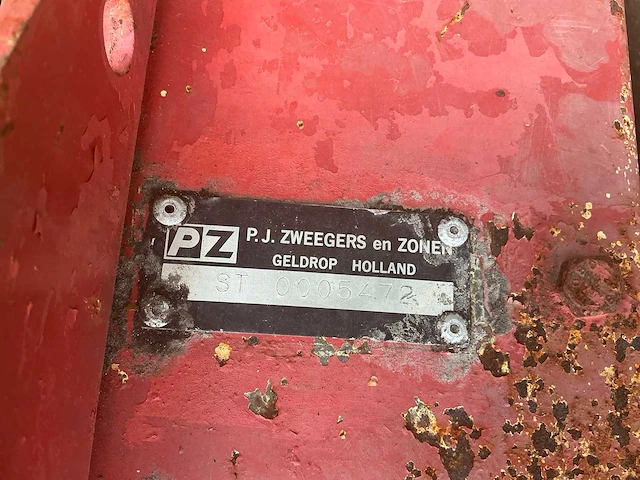 PZ P.J. ZWEEGERS en ZONEN
GELDROP HOLLAND
ST 0005472